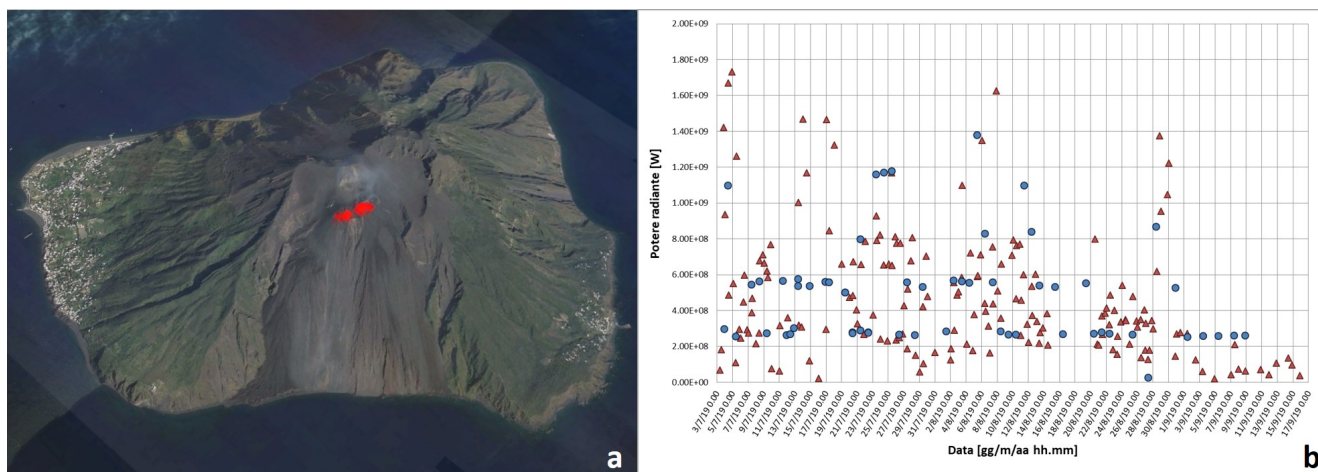 a
b
Potere radiante [W]
2.00E+09
1.80E+09
1.60E+09
1.40E+09
1.20E+09
1.00E+09
8.00E+08
6.00E+08
4.00E+08
2.00E+08
0.00E+00
3/7/19 0.00
5/7/19 0.00
7/7/19 0.00
9/7/19 0.00
11/7/19 0.00
13/7/19 0.00
15/7/19 0.00
17/7/19 0.00
19/7/19 0.00
21/7/19 0.00
23/7/19 0.00
25/7/19 0.00
27/7/19 0.00
29/7/19 0.00
31/7/19 0.00
2/8/19 0.00
4/8/19 0.00
6/8/19 0.00
8/8/19 0.00
10/8/19 0.00
12/8/19 0.00
14/8/19 0.00
16/8/19 0.00
18/8/19 0.00
20/8/19 0.00
22/8/19 0.00
24/8/19 0.00
26/8/19 0.00
28/8/19 0.00
30/8/19 0.00
1/9/19 0.00
3/9/19 0.00
5/9/19 0.00
7/9/19 0.00
9/9/19 0.00
11/9/19 0.00
13/9/19 0.00
15/9/19 0.00
17/9/19 0.00
Data [gg/m/aa hh.mm]